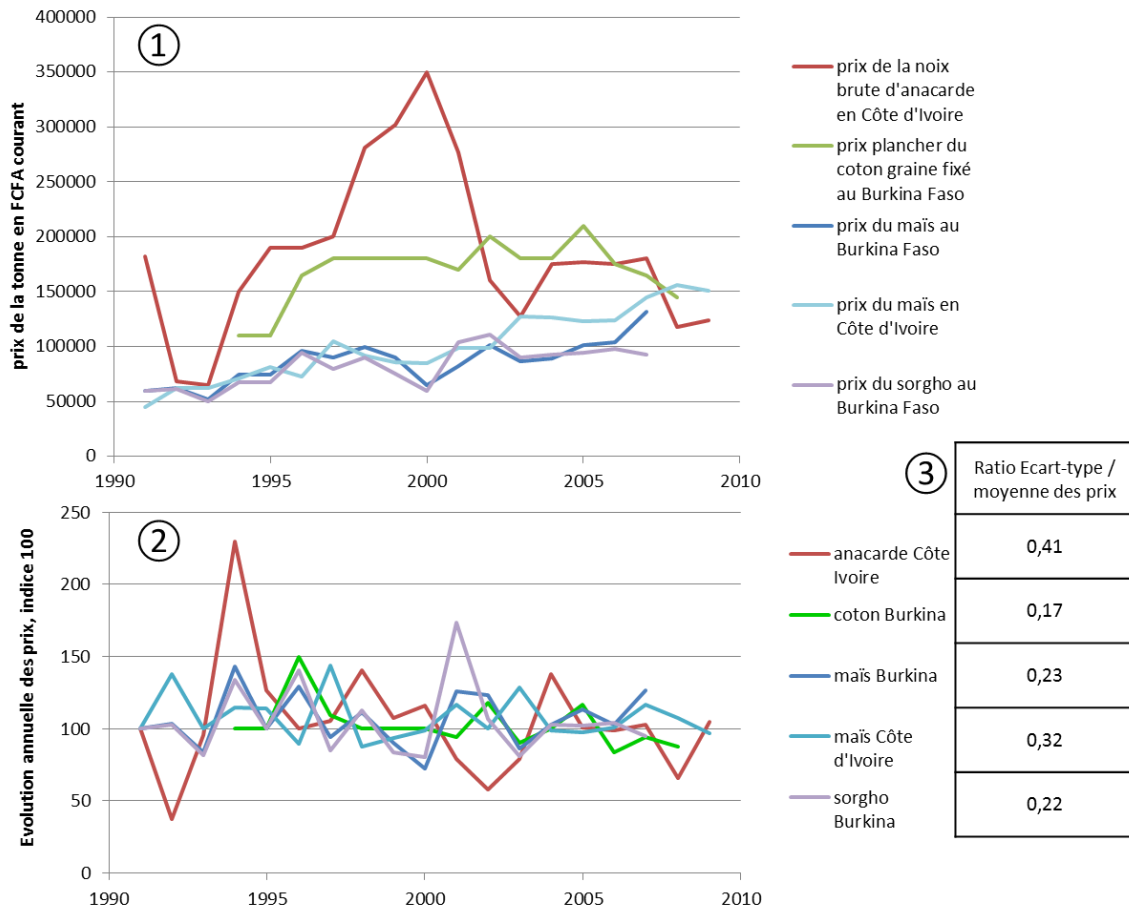 ①
prix de la tonne en FCFA courant
400000
350000
300000
250000
200000
150000
100000
50000
0
1990
1995
2000
2005
2010
prix de la noix
brute d'anacarde
en Côte d'Ivoire
prix plancher du
coton graine fixé
au Burkina Faso
prix du maïs au
Burkina Faso
prix du maïs en
Côte d'Ivoire
prix du sorgho au
Burkina Faso
②
Evolution annuelle des prix, indice 100
250
200
150
100
50
0
1990
1995
2000
2005
2010
anacarde Côte
Ivoire
coton Burkina
maïs Burkina
maïs Côte
d'Ivoire
sorgho
Burkina
③
Ratio Ecart-type /
moyenne des prix
0,41
0,17
0,23
0,32
0,22